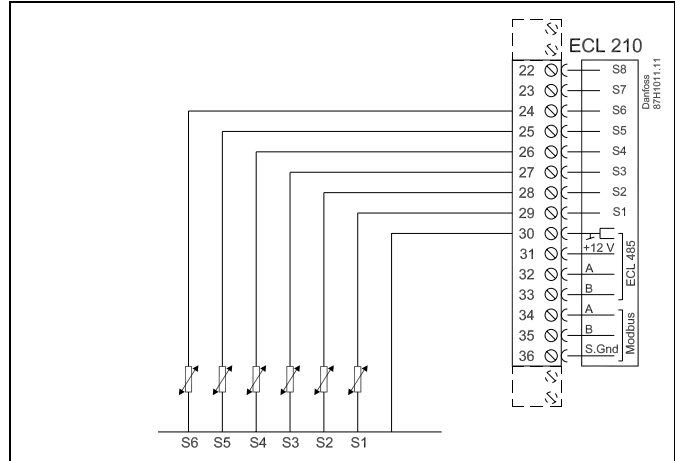 ECL 210
22 S8
23 S7
24 S6
25 S5
26 S4
27 S3
28 S2
29 S1
30
31 +12 V
32 A
33 B
34 A
35 B
36 S.Gnd
ECL 485
Modbus
Danfoss
87H1011.11
S6 S5 S4 S3 S2 S1